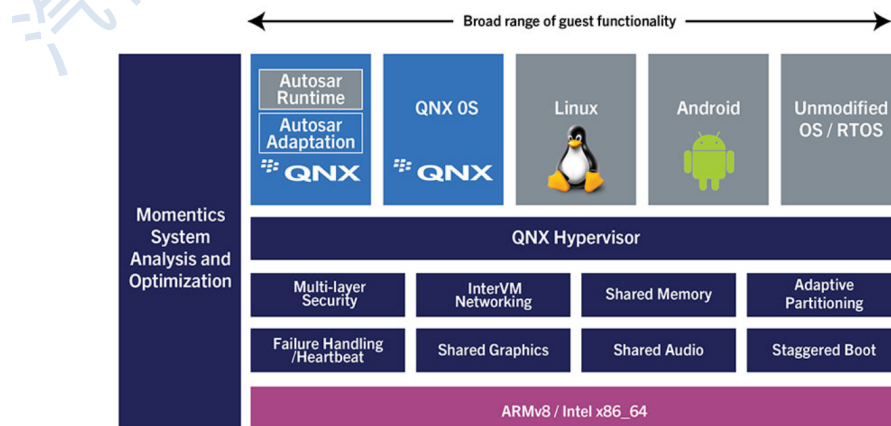 汽
Broad range of guest functionality
Autosar
Runtime
Autosar
Adaptation
QNX
QNX OS
QNX
Linux
Android
Unmodified
OS / RTOS
Momentics
System
Analysis and
Optimization
QNX Hypervisor
Multi-layer
Security
InterVM
Networking
Shared Memory
Adaptive
Partitioning
Failure Handling
/Heartbeat
Shared Graphics
Shared Audio
Staggered Boot
ARMv8 / Intel x86_64